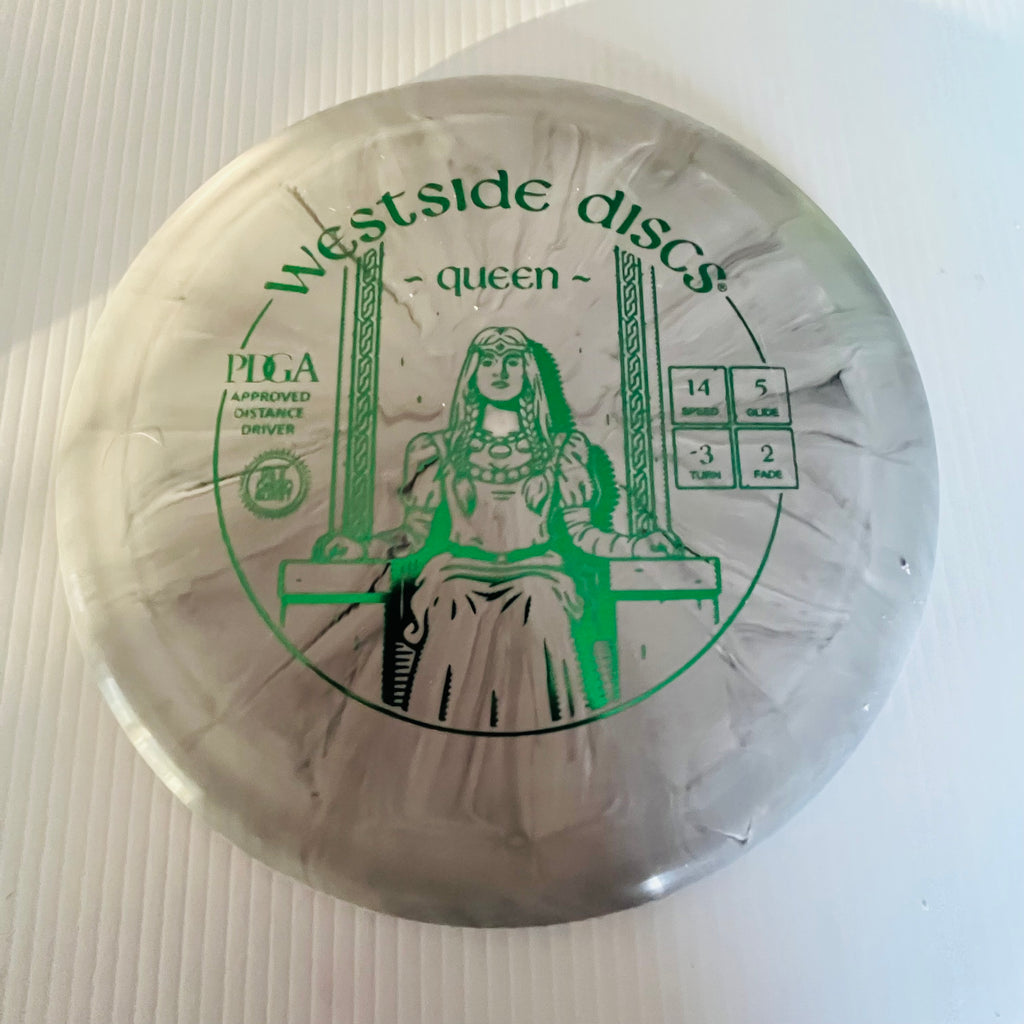 westside discs®
~ queen ~
PDGA
APPROVED
DISTANCE
DRIVER
14
SPEED
5
GLIDE
-3
TURN
2
FADE